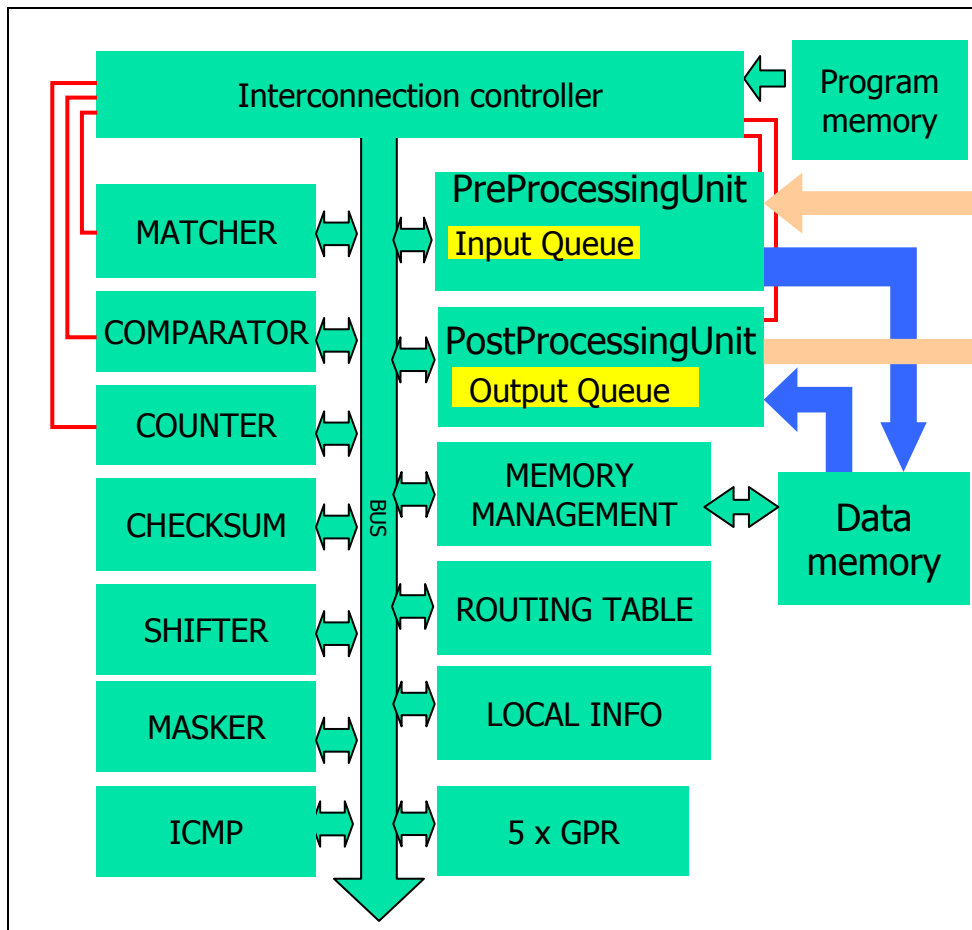 Interconnection controller
Program
memory
MATCHER
COMPARATOR
COUNTER
CHECKSUM
SHIFTER
MASKER
ICMP
BUS
PreProcessingUnit
Input Queue
PostProcessingUnit
Output Queue
MEMORY
MANAGEMENT
ROUTING TABLE
LOCAL INFO
5 x GPR
Data
memory